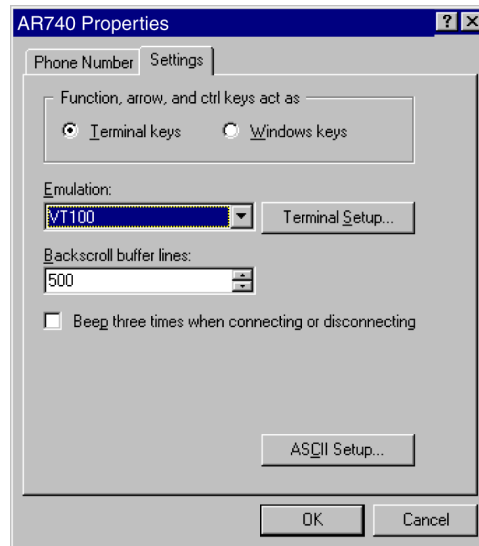 AR740 Properties
Phone Number Settings
Function, arrow, and ctrl keys act as
Terminal keys Windows keys
Emulation:
VT100 Terminal Setup...
Backscroll buffer lines:
500
Beep three times when connecting or disconnecting
ASCII Setup...
OK Cancel